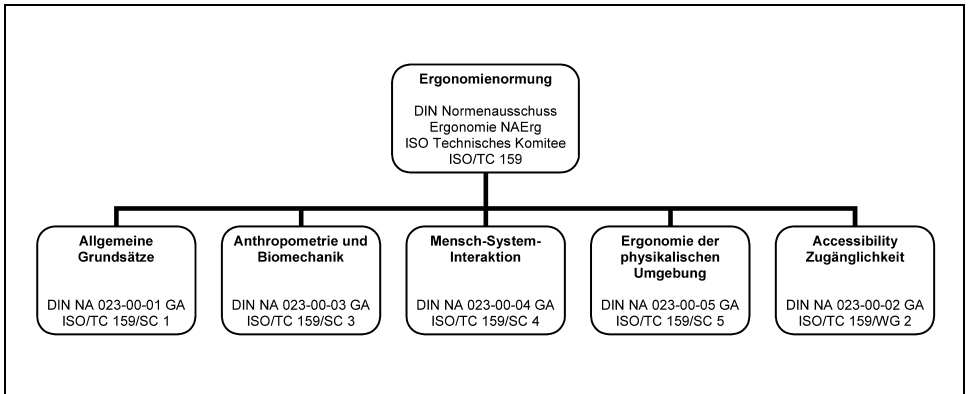 Ergonomienormung
DIN Normenausschuss
Ergonomie NAErg
ISO Technisches Komitee
ISO/TC 159
Allgemeine
Grundsätze
DIN NA 023-00-01 GA
ISO/TC 159/SC 1
Anthropometrie und
Biomechanik
DIN NA 023-00-03 GA
ISO/TC 159/SC 3
Mensch-System-
Interaktion
DIN NA 023-00-04 GA
ISO/TC 159/SC 4
Ergonomie der
physikalischen
Umgebung
DIN NA 023-00-05 GA
ISO/TC 159/SC 5
Accessibility
Zugänglichkeit
DIN NA 023-00-02 GA
ISO/TC 159/WG 2